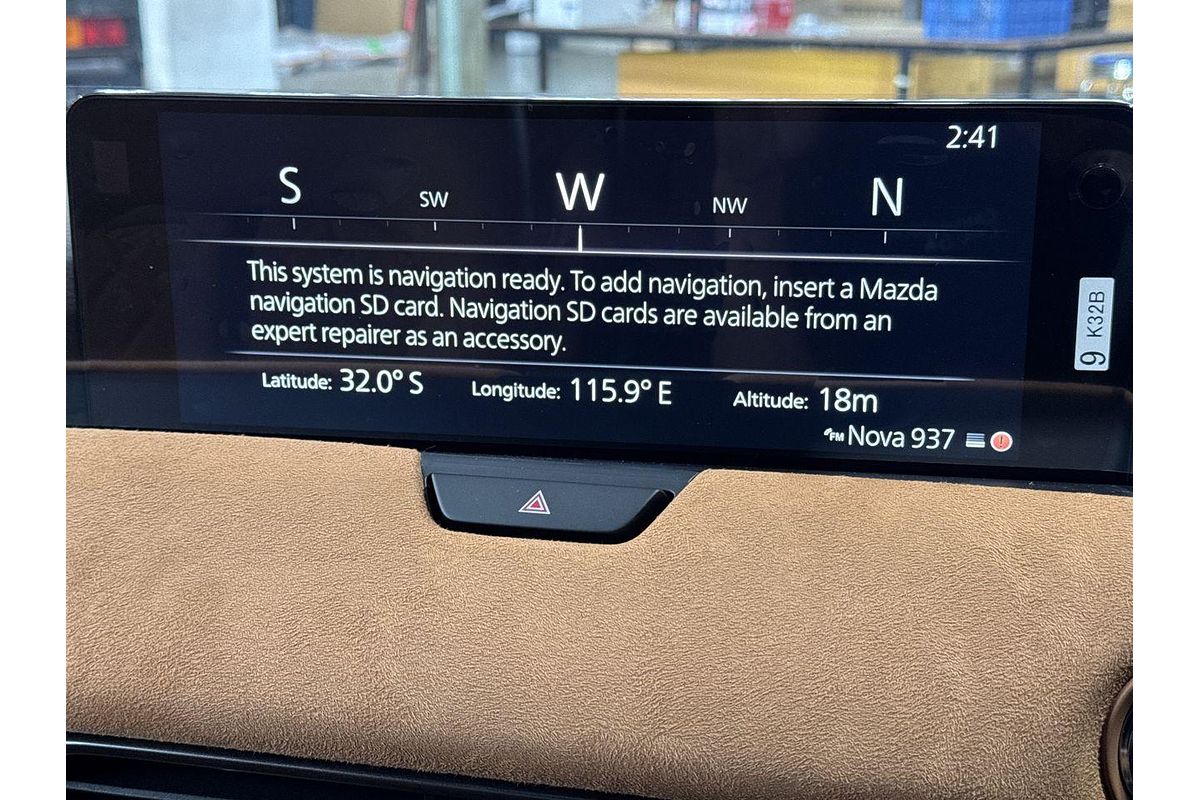 2:41
S SW W NW N
This system is navigation ready. To add navigation, insert a Mazda
navigation SD card. Navigation SD cards are available from an
expert repairer as an accessory.
Latitude: 32.0° S Longitude: 115.9° E Altitude: 18m
FM Nova 937
9 K32B